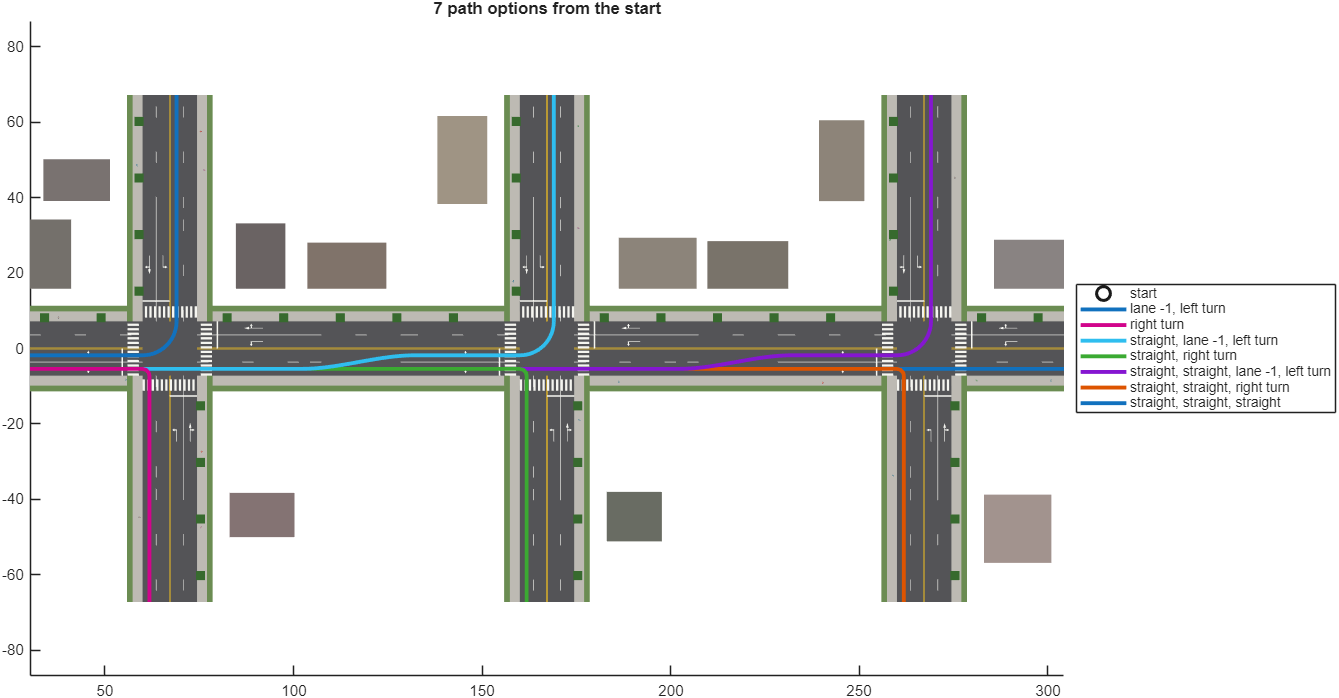 7 path options from the start
80
60
40
20
0
-20
-40
-60
-80
50
100
150
200
250
300
start
lane -1, left turn
right turn
straight, lane -1, left turn
straight, right turn
straight, straight, lane -1, left turn
straight, straight, right turn
straight, straight, straight